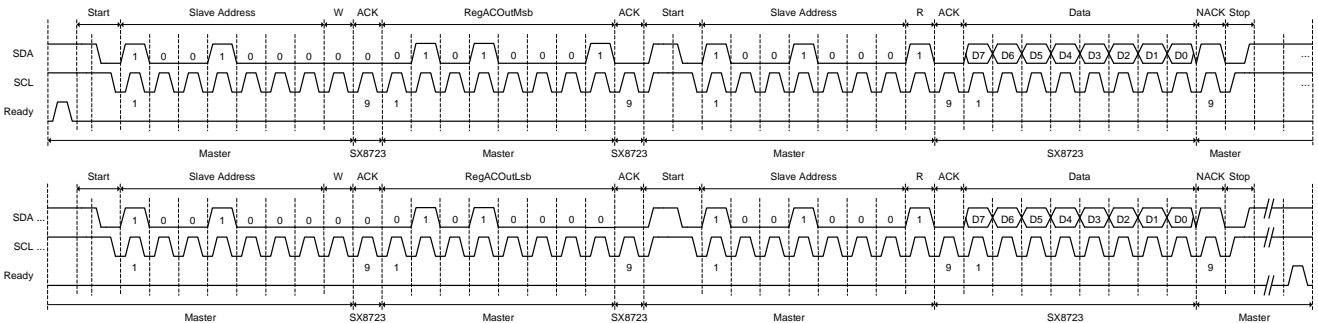 Start Slave Address W ACK RegACOutMsb ACK Start Slave Address R ACK Data NACK Stop
SDA 1 0 0 1 0 0 0 0 0 0 1 0 1 0 0 0 1 1 0 0 1 0 0 0 1 D7 D6 D5 D4 D3 D2 D1 D0 ...
SCL ...
1 9 1 9 1 9 1 9
Ready
Master SX8723 Master SX8723 Master SX8723 Master
Start Slave Address W ACK RegACOutLsb ACK Start Slave Address R ACK Data NACK Stop
SDA ... 1 0 0 1 0 0 0 0 0 0 1 0 1 0 0 0 0 1 0 0 1 0 0 0 1 D7 D6 D5 D4 D3 D2 D1 D0
SCL ...
1 9 1 9 1 9 1 9
Ready
Master SX8723 Master SX8723 Master SX8723 Master